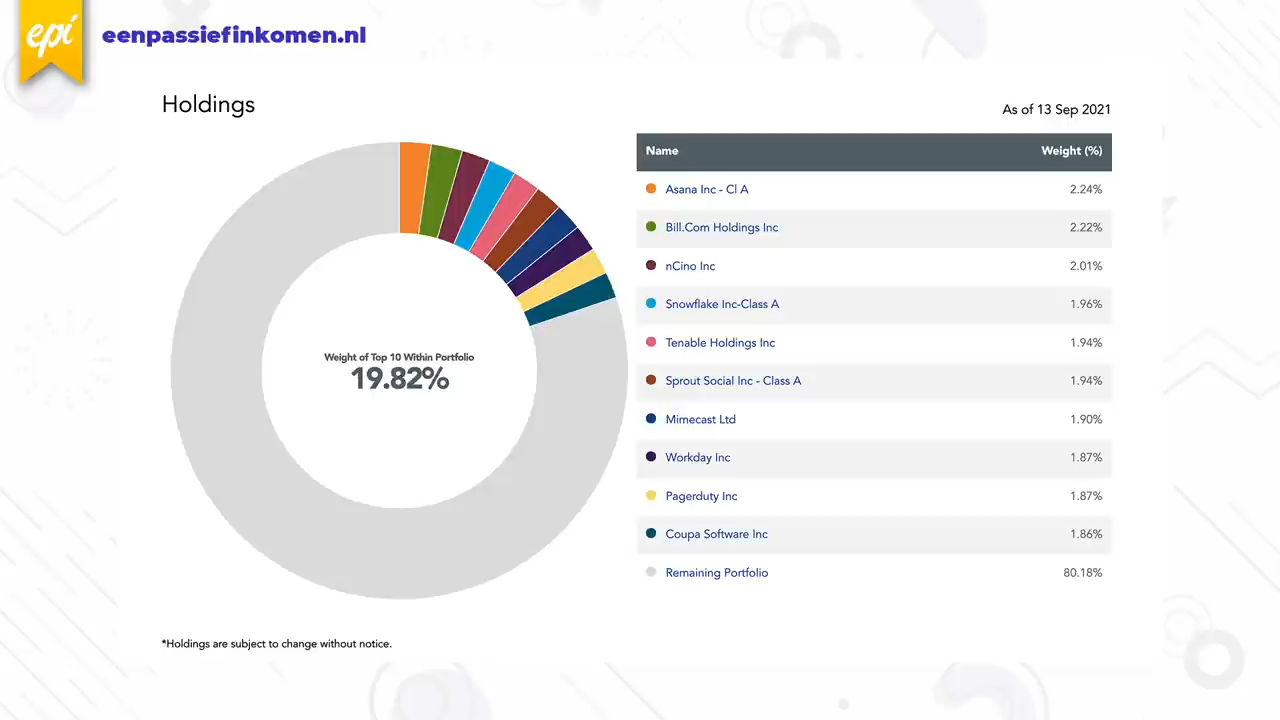 epi
eenpassiefinkomen.nl
Holdings
As of 13 Sep 2021
Name Weight (%)
Asana Inc - Cl A 2.24%
Bill.Com Holdings Inc 2.22%
nCino Inc 2.01%
Snowflake Inc-Class A 1.96%
Tenable Holdings Inc 1.94%
Sprout Social Inc - Class A 1.94%
Mimecast Ltd 1.90%
Workday Inc 1.87%
Pagerduty Inc 1.87%
Coupa Software Inc 1.86%
Remaining Portfolio 80.18%
Weight of Top 10 Within Portfolio
19.82%
*Holdings are subject to change without notice.